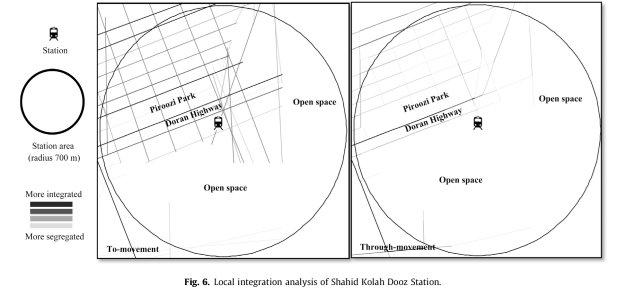 Station
Station area
(radius 700 m)
More integrated
More segregated
Piroozi Park
Doran Highway
Open space
Open space
To-movement
Piroozi Park
Doran Highway
Open space
Open space
Through-movement
Fig. 6. Local integration analysis of Shahid Kolah Dooz Station.